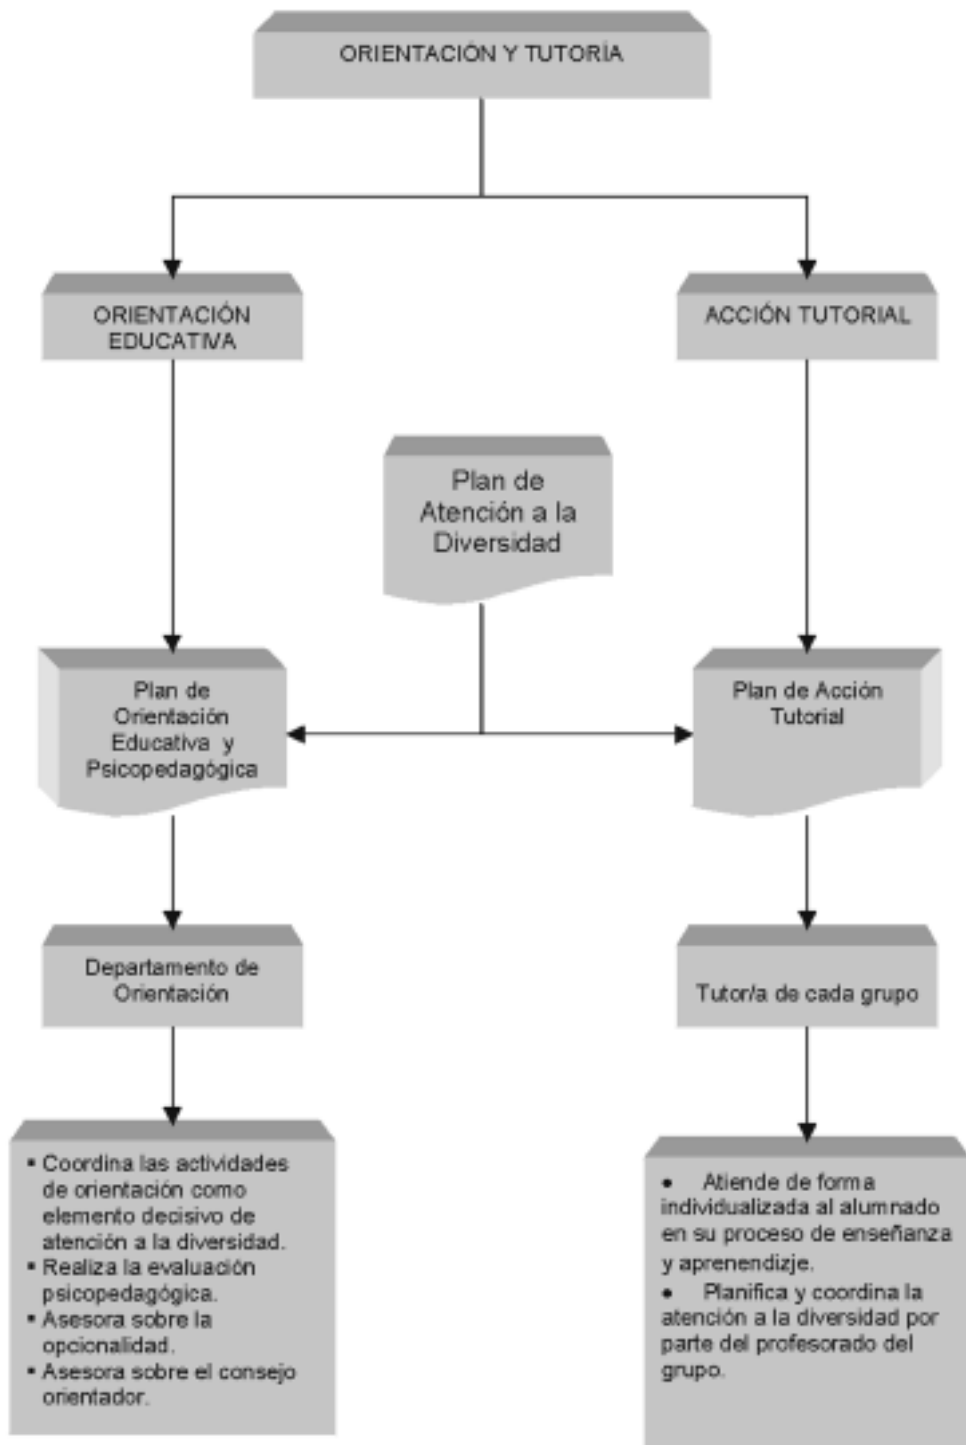 ORIENTACIÓN Y TUTORÍA
ORIENTACIÓN
EDUCATIVA
ACCIÓN TUTORIAL
Plan de
Atención a la
Diversidad
Plan de
Orientación
Educativa y
Psicopedagógica
Plan de Acción
Tutorial
Departamento de
Orientación
Tutor/a de cada grupo
▪ Coordina las actividades
de orientación como
elemento decisivo de
atención a la diversidad.
▪ Realiza la evaluación
psicopedagógica.
▪ Asesora sobre la
opcionalidad.
▪ Asesora sobre el consejo
orientador.
• Atiende de forma
individualizada al alumnado
en su proceso de enseñanza
y aprenendizje.
• Planifica y coordina la
atención a la diversidad por
parte del profesorado del
grupo.